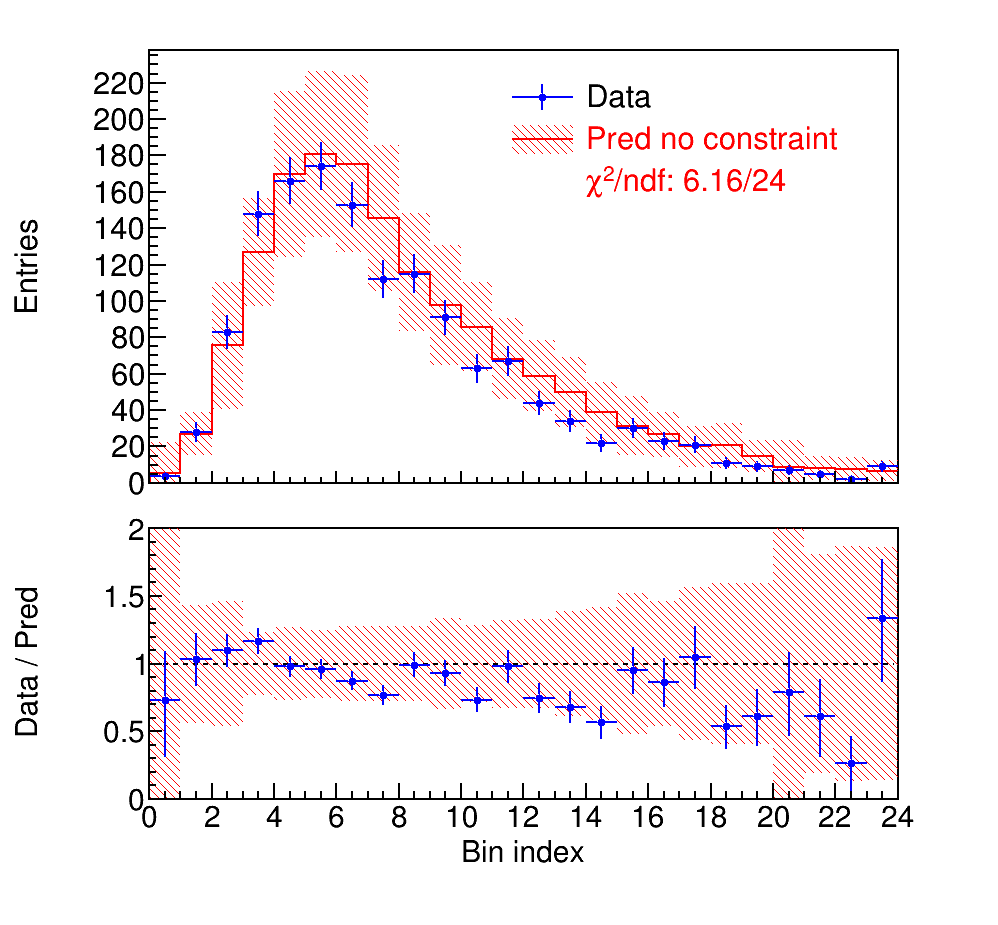 220
200
180
160
140
120
100
80
60
40
20
0
Entries
Data
Pred no constraint
χ²/ndf: 6.16/24
2
1.5
1
0.5
0
Data / Pred
0 2 4 6 8 10 12 14 16 18 20 22 24
Bin index